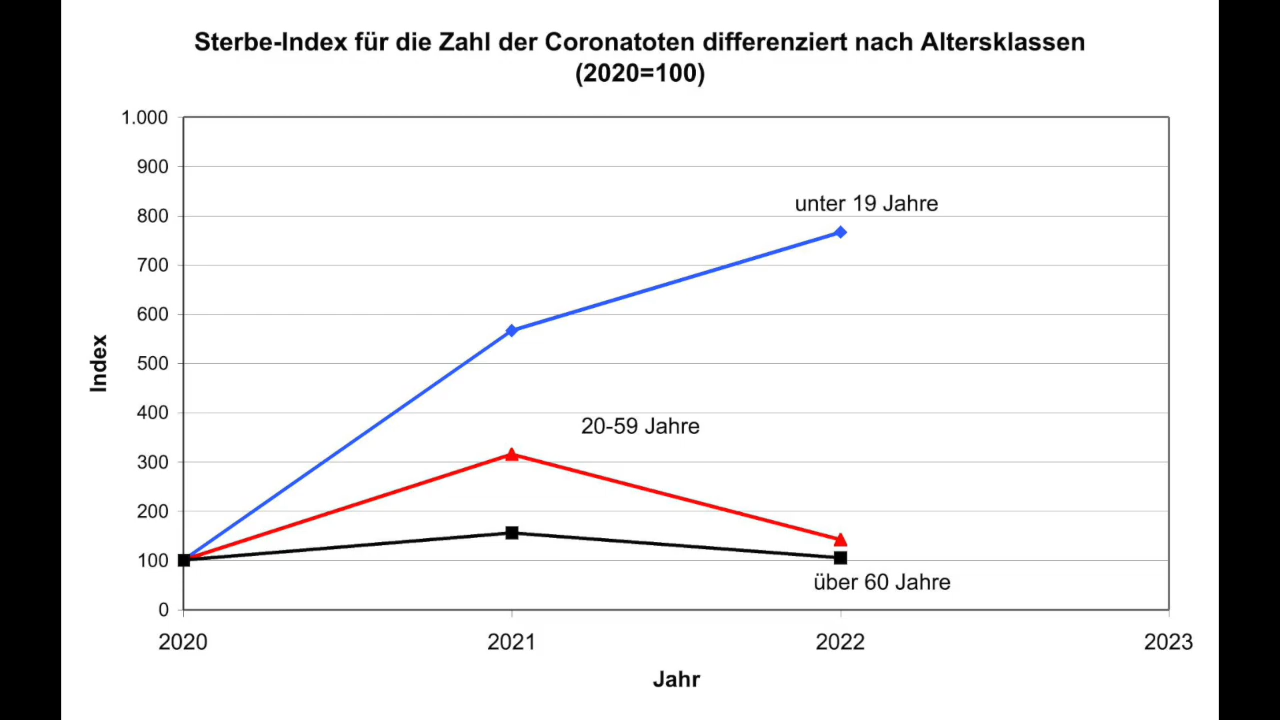 Sterbe-Index für die Zahl der Coronatoten differenziert nach Altersklassen
(2020=100)
1.000
900
800
700
600
500
400
300
200
100
0
Index
unter 19 Jahre
20-59 Jahre
über 60 Jahre
2020
2021
2022
2023
Jahr